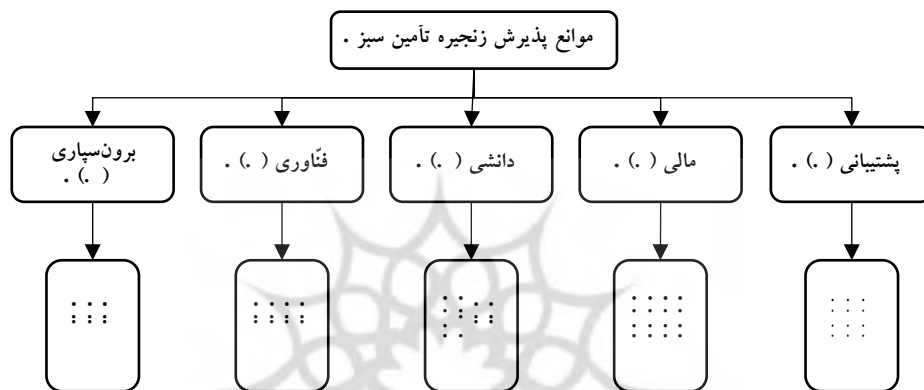 موانع پذیرش زنجیره تأمین سبز .
پشتیبانی ( .) .
مالی ( .) .
دانشی ( .) .
فنّاوری ( .) .
برون‌سپاری
( .) .